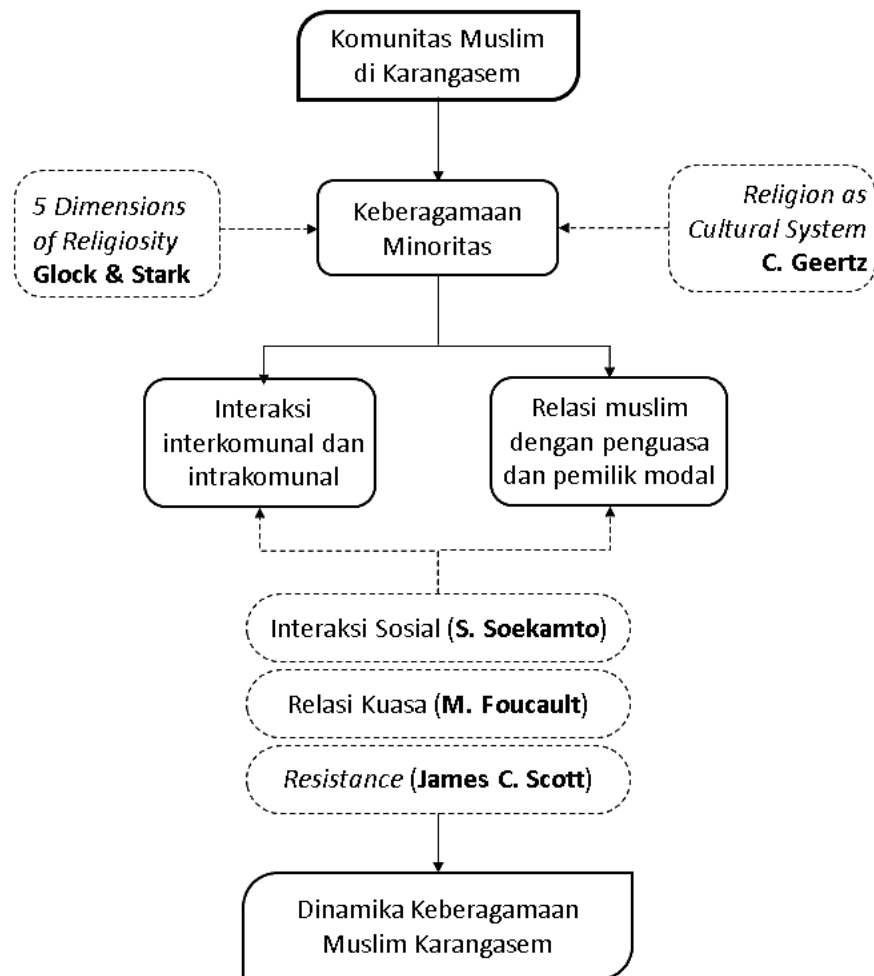 Komunitas Muslim
di Karangasem
5 Dimensions
of Religiosity
Glock & Stark
Keberagamaan
Minoritas
Religion as
Cultural System
C. Geertz
Interaksi
interkomunal dan
intrakomunal
Relasi muslim
dengan penguasa
dan pemilik modal
Interaksi Sosial (S. Soekamto)
Relasi Kuasa (M. Foucault)
Resistance (James C. Scott)
Dinamika Keberagamaan
Muslim Karangasem